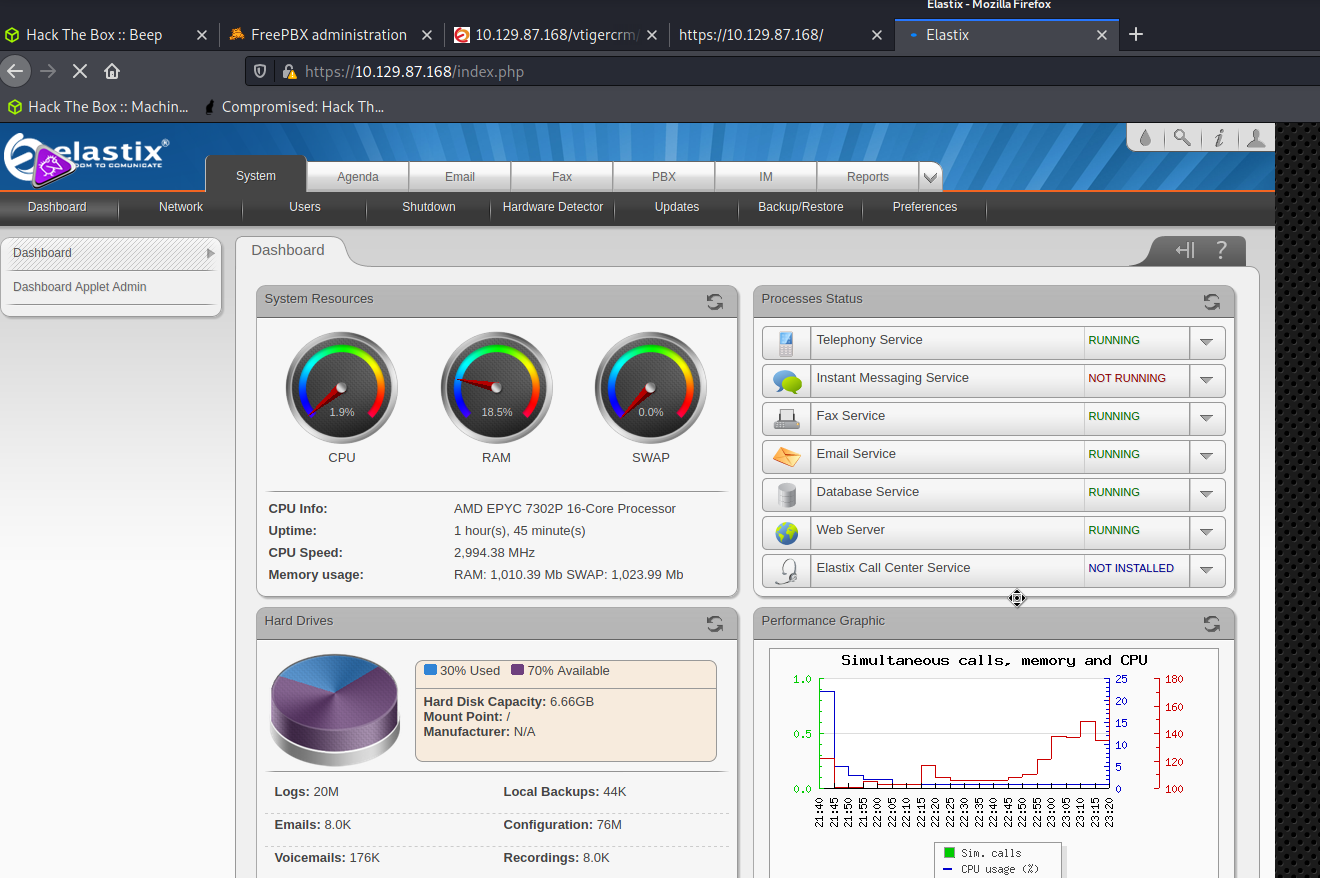 Elastix - Mozilla Firefox
Hack The Box :: Beep
FreePBX administration
10.129.87.168/vtigercrm/
https://10.129.87.168/
Elastix
https://10.129.87.168/index.php
Hack The Box :: Machin...
Compromised: Hack Th...
elastix®
DOM TO COMUNICATE
System
Agenda
Email
Fax
PBX
IM
Reports
Dashboard
Network
Users
Shutdown
Hardware Detector
Updates
Backup/Restore
Preferences
Dashboard
Dashboard Applet Admin
Dashboard
?
System Resources
1.9%
18.5%
0.0%
CPU
RAM
SWAP
CPU Info: AMD EPYC 7302P 16-Core Processor
Uptime: 1 hour(s), 45 minute(s)
CPU Speed: 2,994.38 MHz
Memory usage: RAM: 1,010.39 Mb SWAP: 1,023.99 Mb
Processes Status
Telephony Service RUNNING
Instant Messaging Service NOT RUNNING
Fax Service RUNNING
Email Service RUNNING
Database Service RUNNING
Web Server RUNNING
Elastix Call Center Service NOT INSTALLED
Hard Drives
30% Used 70% Available
Hard Disk Capacity: 6.66GB
Mount Point: /
Manufacturer: N/A
Logs: 20M Local Backups: 44K
Emails: 8.0K Configuration: 76M
Voicemails: 176K Recordings: 8.0K
Performance Graphic
Simultaneous calls, memory and CPU
1.0
0.5
0.0
25
20
15
10
5
0
180
160
140
120
100
21:40
21:45
21:50
21:55
22:00
22:05
22:10
22:15
22:20
22:25
22:30
22:35
22:40
22:45
22:50
22:55
23:00
23:05
23:10
23:15
23:20
Sim. calls
CPU usage (%)